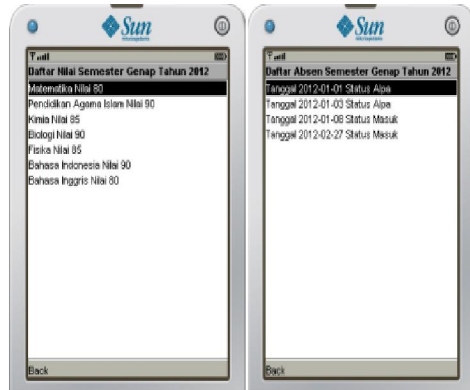 Sun
Daftar Nilai Semester Genap Tahun 2012
Matematika Nilai 80
Pendidikan Agama Islam Nilai 90
Kimia Nilai 85
Biologi Nilai 90
Fisika Nilai 85
Bahasa Indonesia Nilai 90
Bahasa Inggris Nilai 80
Back
Sun
Daftar Absen Semester Genap Tahun 2012
Tanggal 2012-01-01 Status Alpa
Tanggal 2012-01-03 Status Alpa
Tanggal 2012-01-08 Status Masuk
Tanggal 2012-02-27 Status Masuk
Back